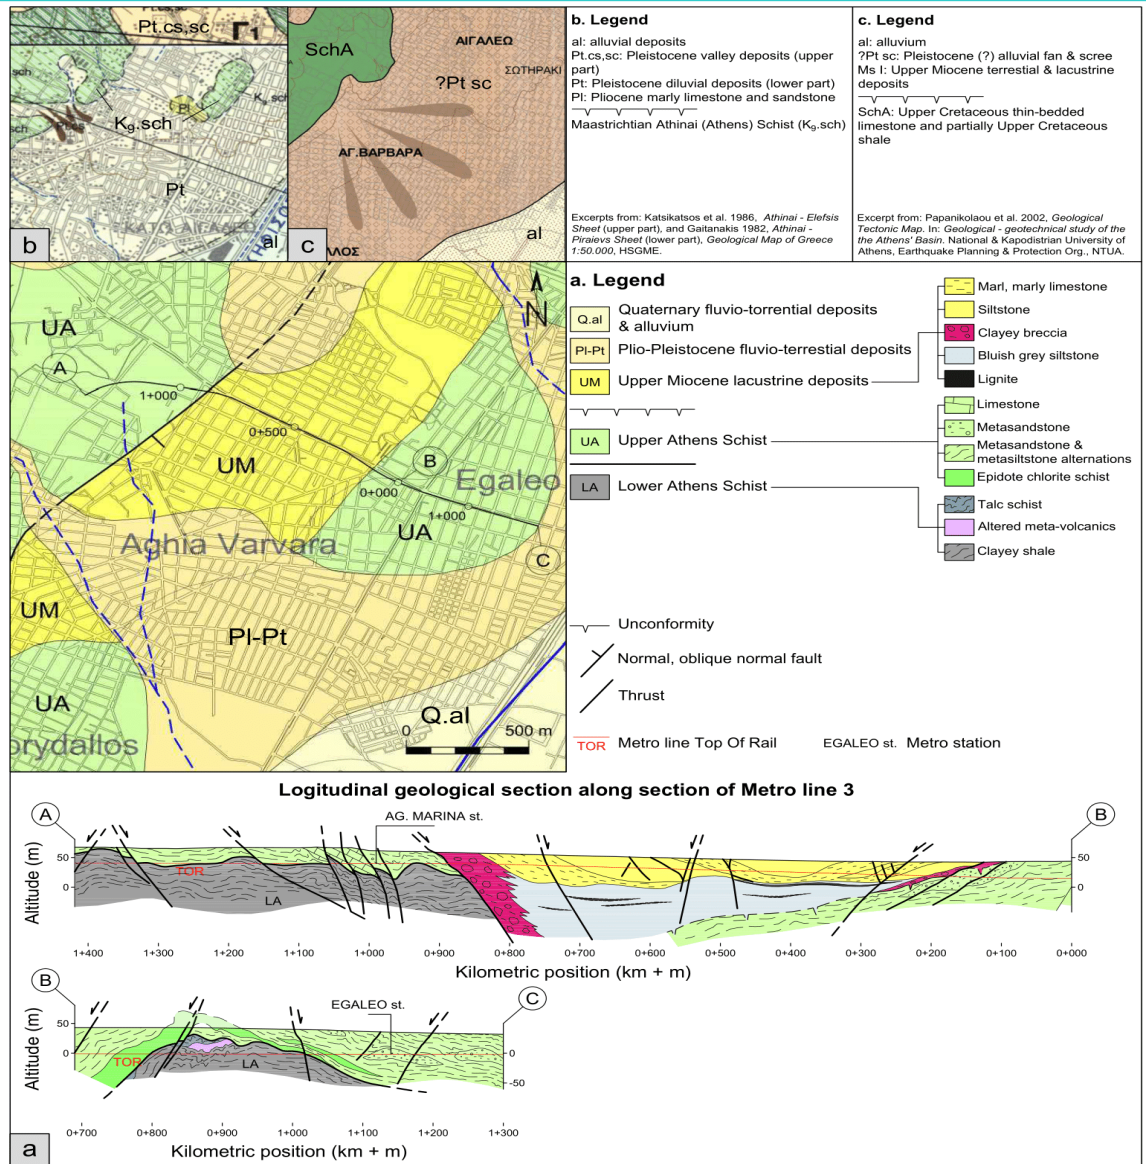 Pt.cs,sc
Γ1
sch
Pl
K9.sch
sch
Pt.cs
K9.sch
Pt
ΚΑΤΩ ΑΙΓΑΛΕΩ
al
b
SchA
ΑΙΓΑΛΕΩ
ΣΩΤΗΡΑΚΙ
?Pt sc
ΑΓ.ΒΑΡΒΑΡΑ
al
ΛΛΟΣ
c
b. Legend
al: alluvial deposits
Pt.cs,sc: Pleistocene valley deposits (upper
part)
Pt: Pleistocene diluvial deposits (lower part)
Pl: Pliocene marly limestone and sandstone
Maastrichtian Athinai (Athens) Schist (K9.sch)
Excerpts from: Katsikatsos et al. 1986, Athinai - Elefsis
Sheet (upper part), and Gaitanakis 1982, Athinai -
Piraievs Sheet (lower part), Geological Map of Greece
1:50.000, HSGME.
c. Legend
al: alluvium
?Pt sc: Pleistocene (?) alluvial fan & scree
Ms I: Upper Miocene terrestial & lacustrine
deposits
SchA: Upper Cretaceous thin-bedded
limestone and partially Upper Cretaceous
shale
Excerpt from: Papanikolaou et al. 2002, Geological
Tectonic Map. In: Geological - geotechnical study of the
the Athens' Basin. National & Kapodistrian University of
Athens, Earthquake Planning & Protection Org., NTUA.
UA
A
N
1+000
0+500
UM
B
Egaleo
0+000
1+000
UA
Aghia Varvara
C
UM
Pl-Pt
UA
orydallos
Q.al
0 500 m
a. Legend
Q.al Quaternary fluvio-torrential deposits
& alluvium
Pl-Pt Plio-Pleistocene fluvio-terrestial deposits
UM Upper Miocene lacustrine deposits
UA Upper Athens Schist
LA Lower Athens Schist
Marl, marly limestone
Siltstone
Clayey breccia
Bluish grey siltstone
Lignite
Limestone
Metasandstone
Metasandstone &
metasiltstone alternations
Epidote chlorite schist
Talc schist
Altered meta-volcanics
Clayey shale
Unconformity
Normal, oblique normal fault
Thrust
TOR Metro line Top Of Rail EGALEO st. Metro station
Logitudinal geological section along section of Metro line 3
A
AG. MARINA st.
B
Altitude (m)
50
0
TOR
LA
50
0
1+400 1+300 1+200 1+100 1+000 0+900 0+800 0+700 0+600 0+500 0+400 0+300 0+200 0+100 0+000
Kilometric position (km + m)
B
EGALEO st.
C
Altitude (m)
50
0
TOR
LA
0
-50
0+700 0+800 0+900 1+000 1+100 1+200 1+300
Kilometric position (km + m)
a